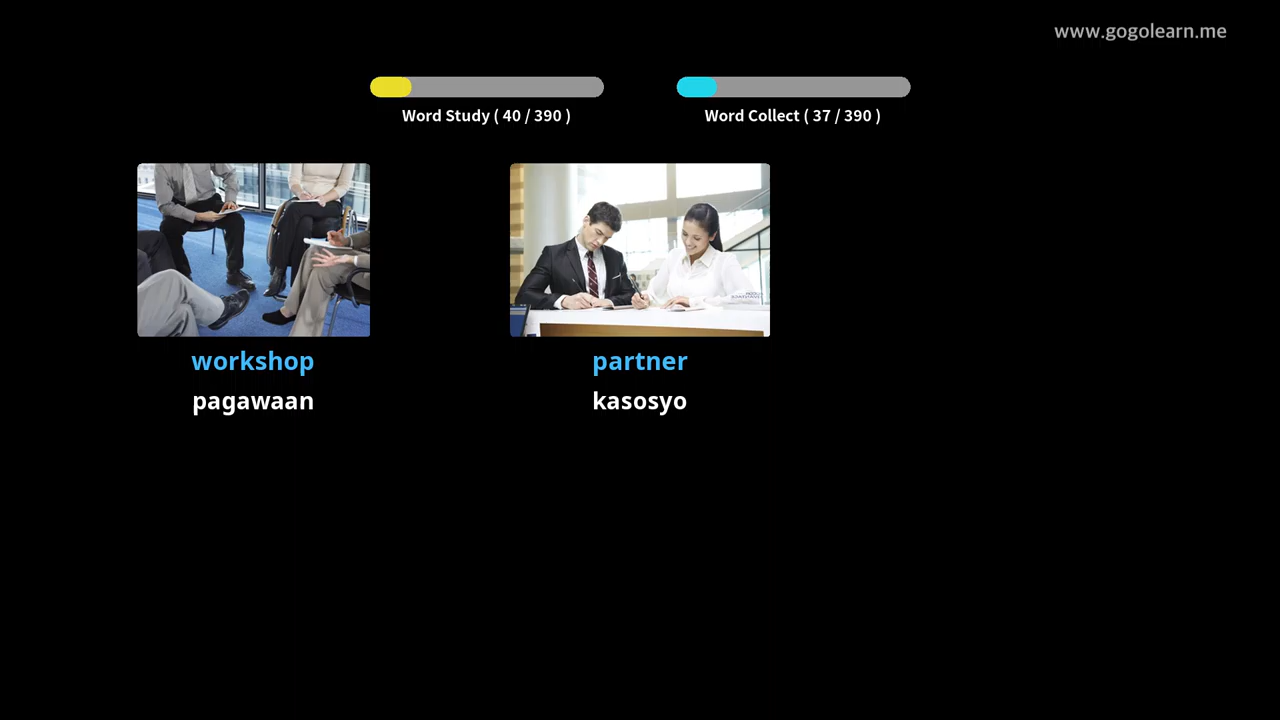 www.gogolearn.me
Word Study ( 40 / 390 )
Word Collect ( 37 / 390 )
workshop
pagawaan
partner
kasosyo